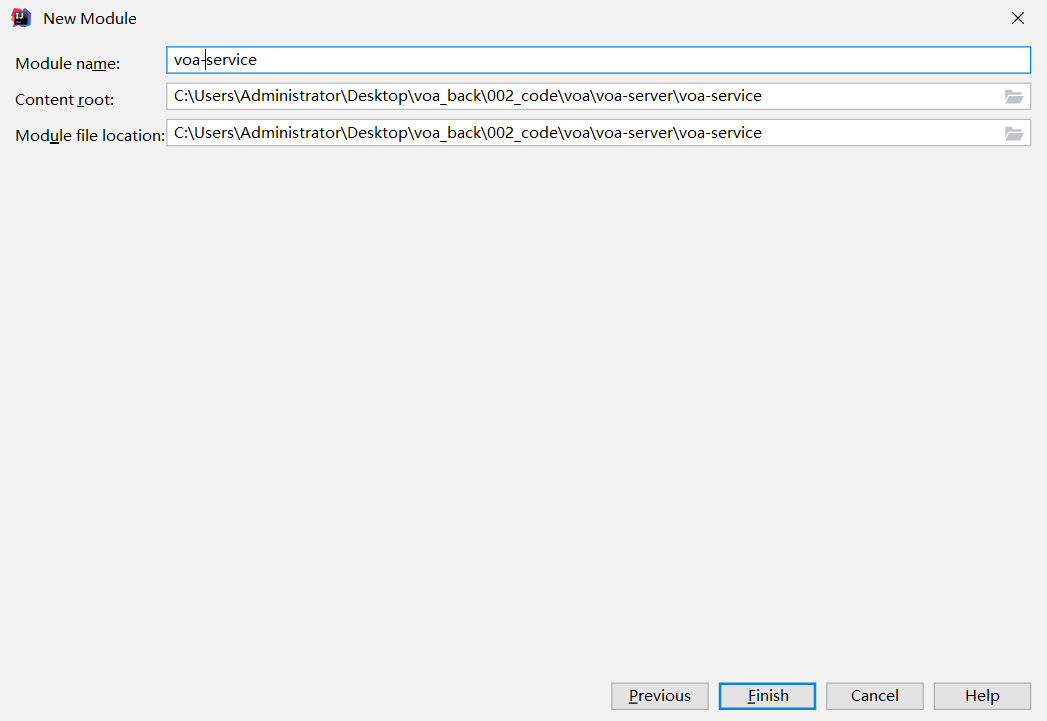 New Module
Module name: voa-service
Content root: C:\Users\Administrator\Desktop\voa_back\002_code\voa\voa-server\voa-service
Module file location: C:\Users\Administrator\Desktop\voa_back\002_code\voa\voa-server\voa-service
Previous Finish Cancel Help